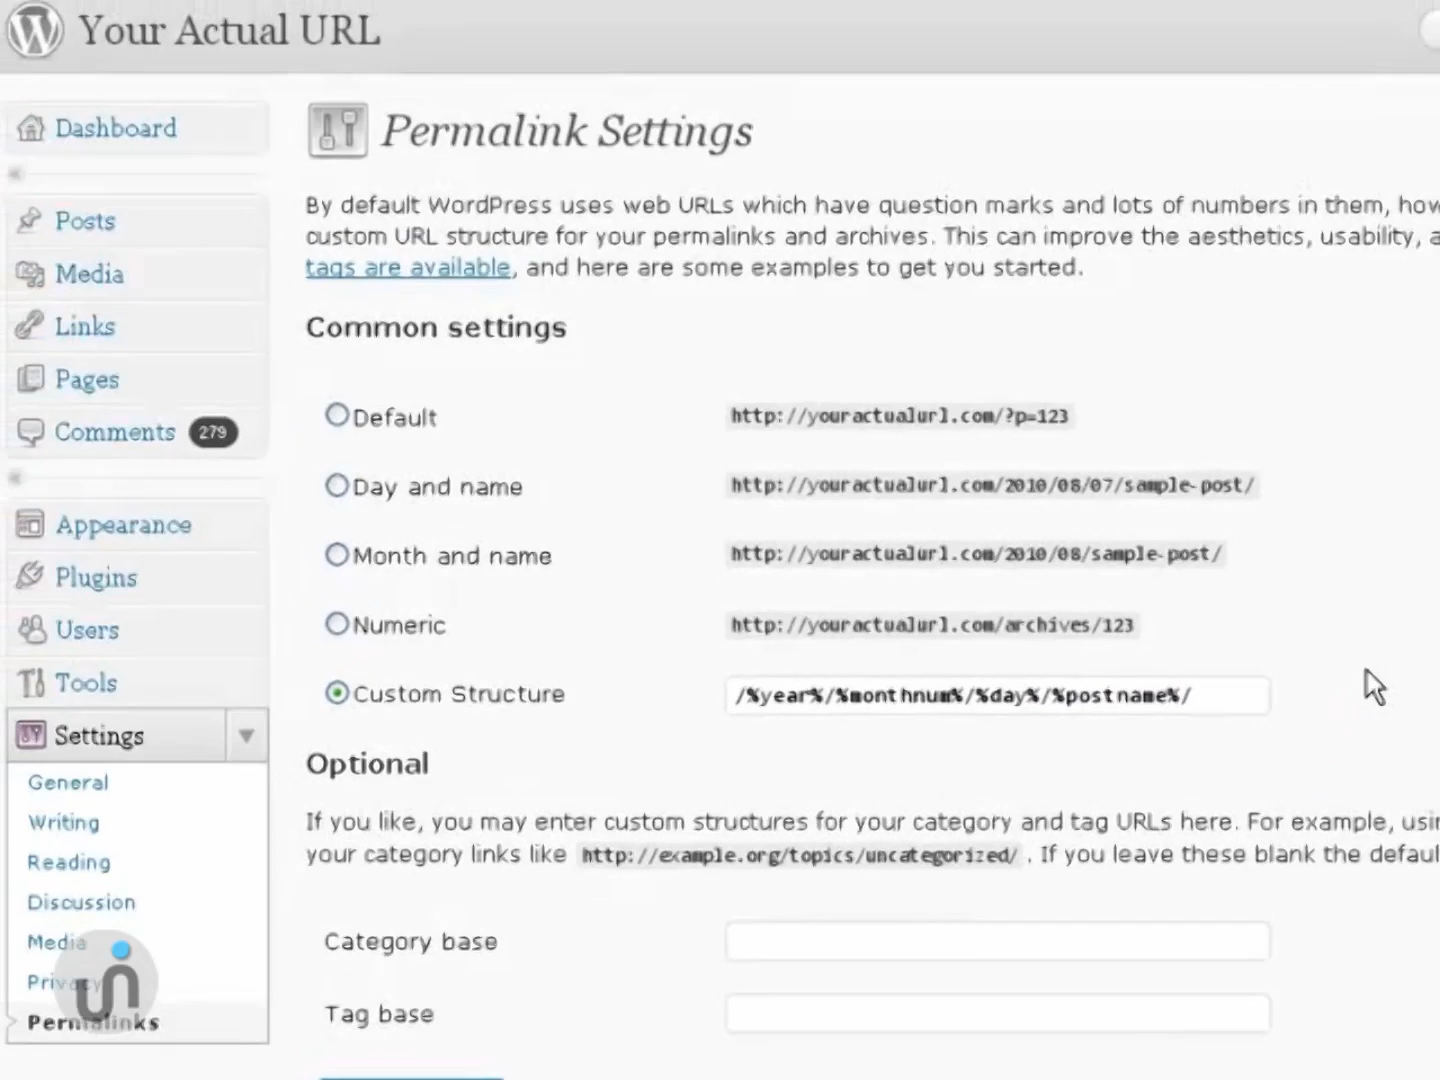 Your Actual URL
Dashboard
Posts
Media
Links
Pages
Comments 279
Appearance
Plugins
Users
Tools
Settings
General
Writing
Reading
Discussion
Media
Privacy
Permalinks
Permalink Settings
By default WordPress uses web URLs which have question marks and lots of numbers in them, how
custom URL structure for your permalinks and archives. This can improve the aesthetics, usability, a
tags are available, and here are some examples to get you started.
Common settings
Default http://youractualurl.com/?p=123
Day and name http://youractualurl.com/2010/08/07/sample-post/
Month and name http://youractualurl.com/2010/08/sample-post/
Numeric http://youractualurl.com/archives/123
Custom Structure /%year%/%monthnum%/%day%/%postname%/
Optional
If you like, you may enter custom structures for your category and tag URLs here. For example, usin
your category links like http://example.org/topics/uncategorized/ . If you leave these blank the defaul
Category base
Tag base